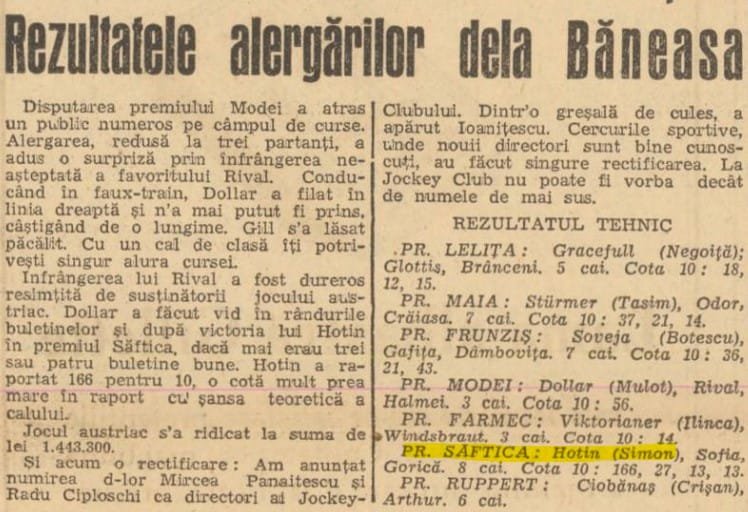 Rezultatele alergărilor dela Băneasa
Disputarea premiului Modei a atras
un public numeros pe câmpul de curse.
Alergarea, redusă la trei partanți, a
adus o surpriză prin înfrângerea ne-
așteptată a favoritului Rival. Condu-
când în faux-train, Dollar a filat în
linia dreaptă și n'a mai putut fi prins,
câștigând de o lungime. Gill s'a lăsat
păcălit. Cu un cal de clasă îți potri-
vești singur alura cursei.
Infrângerea lui Rival a fost dureros
resimțită de susținătorii jocului aus-
triac. Dollar a făcut vid în rândurile
buletinelor și după victoria lui Hotin
în premiul Săftica, dacă mai erau trei
sau patru buletine bune. Hotin a ra-
portat 166 pentru 10, o cotă mult prea
mare în raport cu șansa teoretică a
calului.
Jocul austriac s'a ridicat la suma de
lei 1.443.300.
Și acum o rectificare: Am anunțat
numirea d-lor Mircea Panaitescu și
Radu Ciploschi ca directori ai Jockey-
Clubului. Dintr'o greșală de cules, a
apărut Ioanițescu. Cercurile sportive,
unde nouii directori sunt bine cunos-
cuți, au făcut singure rectificarea. La
Jockey Club nu poate fi vorba decât
de numele de mai sus.
REZULTATUL TEHNIC
PR. LELIȚA: Gracefull (Negoiță);
Glottis, Brânceni. 5 cai. Cota 10: 18,
12, 15.
PR. MAIA: Stürmer (Tasim), Odor,
Crăiasa. 7 cai. Cota 10: 37, 21, 14.
PR. FRUNZIȘ: Soveja (Botescu),
Gafița, Dâmbovița. 7 cai. Cota 10: 36,
21, 43.
PR. MODEI: Dollar (Mulot), Rival,
Halmei. 3 cai. Cota 10: 56.
PR. FARMEC: Viktorianer (Ilinca),
Windsbraut. 3 cai. Cota 10: 14.
PR. SĂFTICA: Hotin (Simon), Sofia,
Gorică. 8 cai. Cota 10: 166, 27, 13, 13.
PR. RUPPERT: Ciobănaș (Crișan),
Arthur. 6 cai.